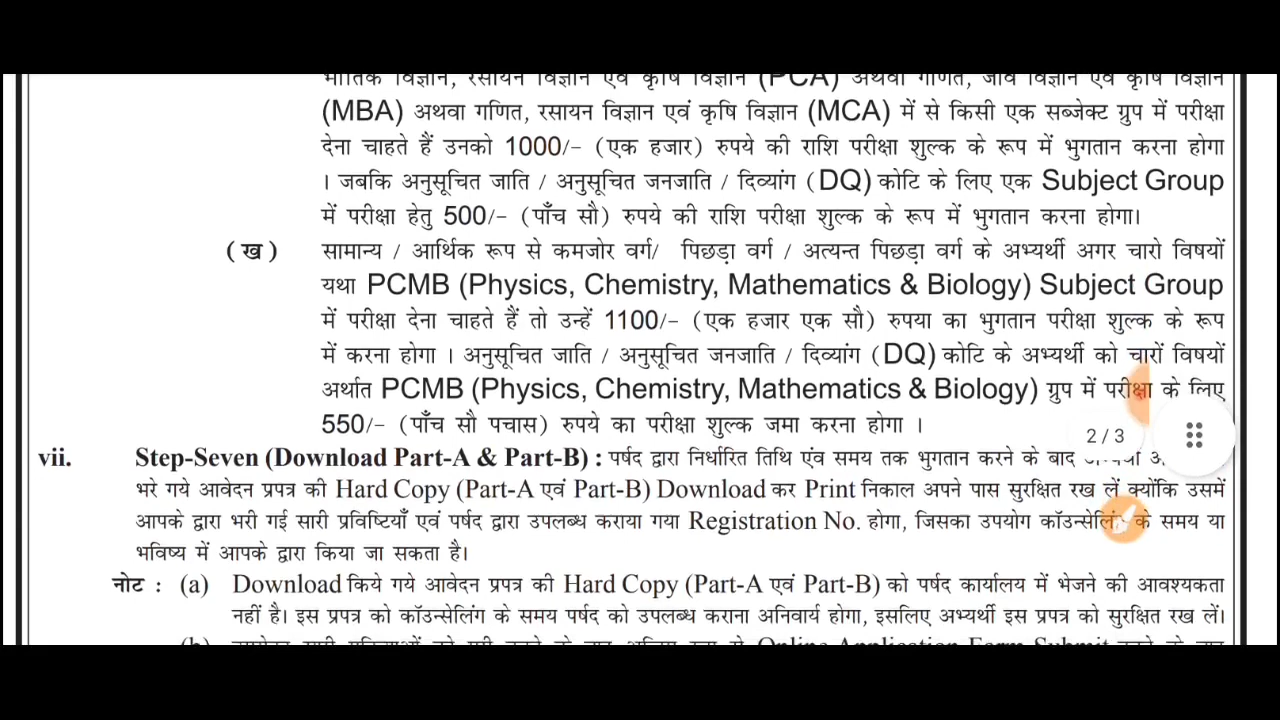 भौतिक विज्ञान, रसायन विज्ञान एवं कृषि विज्ञान (PCA) अथवा गणित, जीव विज्ञान एवं कृषि विज्ञान
(MBA) अथवा गणित, रसायन विज्ञान एवं कृषि विज्ञान (MCA) में से किसी एक सब्जेक्ट ग्रुप में परीक्षा
देना चाहते हैं उनको 1000/- (एक हजार) रुपये की राशि परीक्षा शुल्क के रूप में भुगतान करना होगा
। जबकि अनुसूचित जाति / अनुसूचित जनजाति / दिव्यांग (DQ) कोटि के लिए एक Subject Group
में परीक्षा हेतु 500/- (पाँच सौ) रुपये की राशि परीक्षा शुल्क के रूप में भुगतान करना होगा।
(ख) सामान्य / आर्थिक रूप से कमजोर वर्ग/ पिछड़ा वर्ग / अत्यन्त पिछड़ा वर्ग के अभ्यर्थी अगर चारो विषयों
यथा PCMB (Physics, Chemistry, Mathematics & Biology) Subject Group
में परीक्षा देना चाहते हैं तो उन्हें 1100/- (एक हजार एक सौ) रुपया का भुगतान परीक्षा शुल्क के रूप
में करना होगा । अनुसूचित जाति / अनुसूचित जनजाति / दिव्यांग (DQ) कोटि के अभ्यर्थी को चारों विषयों
अर्थात PCMB (Physics, Chemistry, Mathematics & Biology) ग्रुप में परीक्षा के लिए
550/- (पाँच सौ पचास) रुपये का परीक्षा शुल्क जमा करना होगा ।
2 / 3
vii. Step-Seven (Download Part-A & Part-B) : पर्षद द्वारा निर्धारित तिथि एंव समय तक भुगतान करने के बाद
भरे गये आवेदन प्रपत्र की Hard Copy (Part-A एवं Part-B) Download कर Print निकाल अपने पास सुरक्षित रख लें क्योंकि उसमें
आपके द्वारा भरी गई सारी प्रविष्टियाँ एवं पर्षद द्वारा उपलब्ध कराया गया Registration No. होगा, जिसका उपयोग कॉउन्सेलिंग के समय या
भविष्य में आपके द्वारा किया जा सकता है।
नोट : (a) Download किये गये आवेदन प्रपत्र की Hard Copy (Part-A एवं Part-B) को पर्षद कार्यालय में भेजने की आवश्यकता
नहीं है। इस प्रपत्र को कॉउन्सेलिंग के समय पर्षद को उपलब्ध कराना अनिवार्य होगा, इसलिए अभ्यर्थी इस प्रपत्र को सुरक्षित रख लें।
(b) Online Application Form Submit